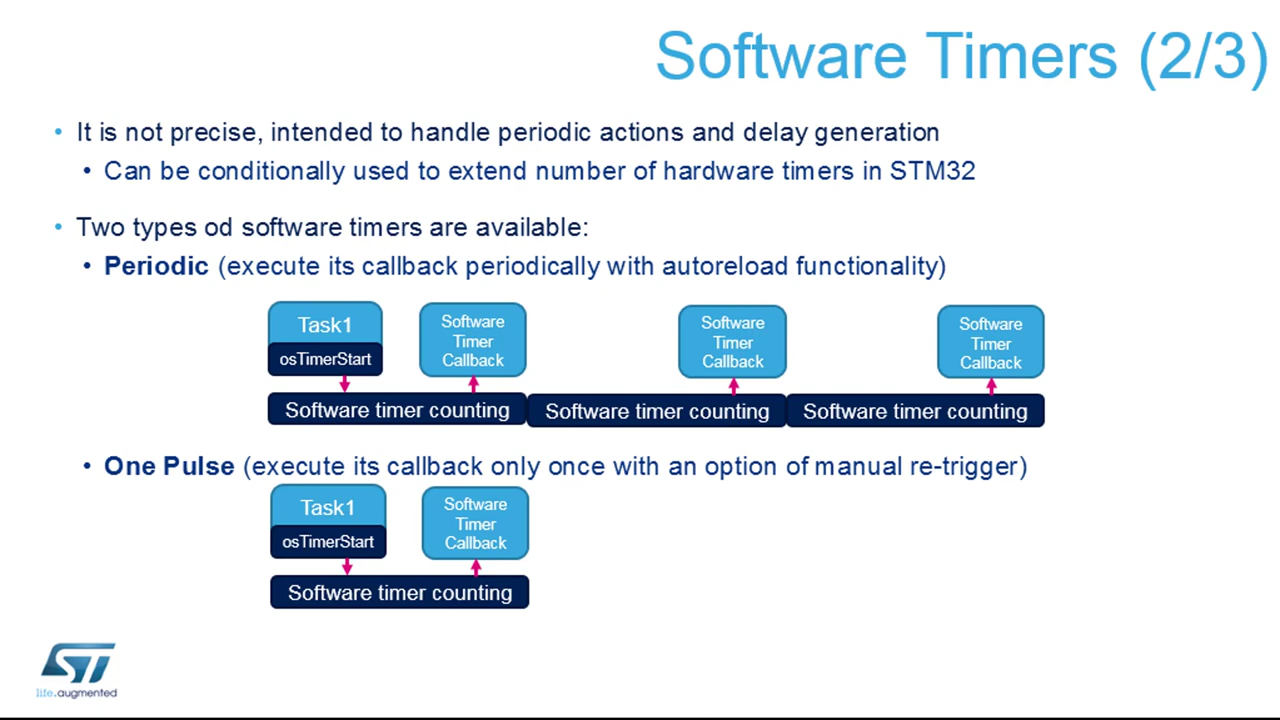 Software Timers (2/3)
• It is not precise, intended to handle periodic actions and delay generation
• Can be conditionally used to extend number of hardware timers in STM32
• Two types od software timers are available:
• Periodic (execute its callback periodically with autoreload functionality)
Task1
osTimerStart
Software
Timer
Callback
Software
Timer
Callback
Software
Timer
Callback
Software timer counting
Software timer counting
Software timer counting
• One Pulse (execute its callback only once with an option of manual re-trigger)
Task1
osTimerStart
Software
Timer
Callback
Software timer counting
ST
life.augmented